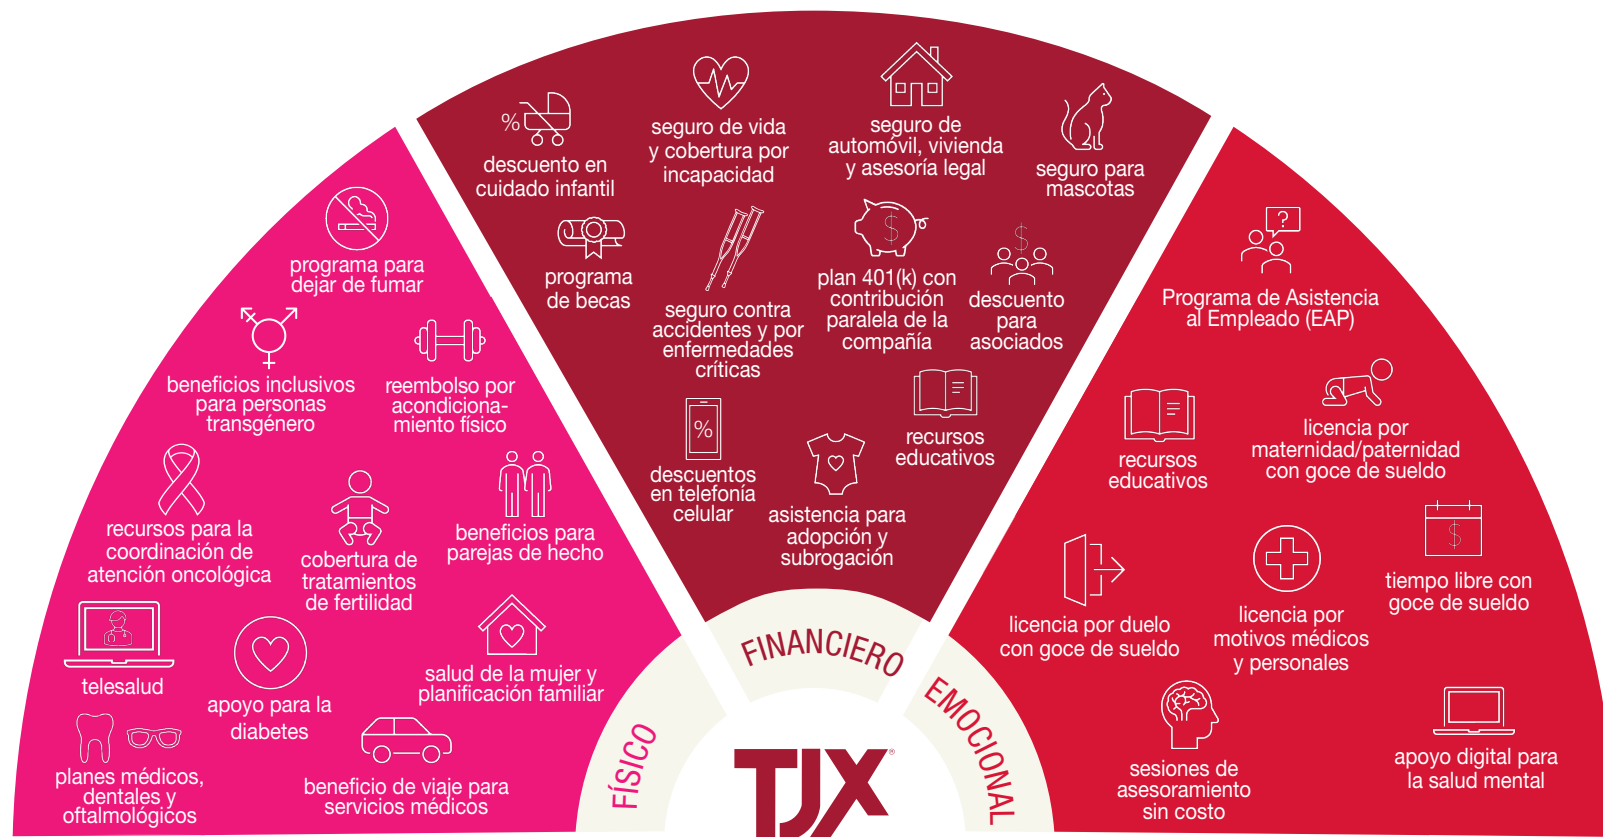 programa para
dejar de fumar
beneficios inclusivos
para personas
transgénero
reembolso por
acondiciona-
miento físico
recursos para la
coordinación de
atención oncológica
cobertura de
tratamientos
de fertilidad
beneficios para
parejas de hecho
telesalud
apoyo para la
diabetes
salud de la mujer y
planificación familiar
planes médicos,
dentales y
oftalmológicos
beneficio de viaje para
servicios médicos
FÍSICO
%
descuento en
cuidado infantil
seguro de vida
y cobertura por
incapacidad
seguro de
automóvil, vivienda
y asesoría legal
seguro para
mascotas
programa
de becas
seguro contra
accidentes y por
enfermedades
críticas
$
plan 401(k) con
contribución
paralela de la
compañía
$
descuento
para
asociados
%
descuentos
en telefonía
celular
asistencia para
adopción y
subrogación
recursos
educativos
FINANCIERO
?
Programa de Asistencia
al Empleado (EAP)
recursos
educativos
licencia por
maternidad/paternidad
con goce de sueldo
licencia por duelo
con goce de sueldo
licencia por
motivos médicos
y personales
$
tiempo libre con
goce de sueldo
sesiones de
asesoramiento
sin costo
apoyo digital para
la salud mental
EMOCIONAL
TJX®